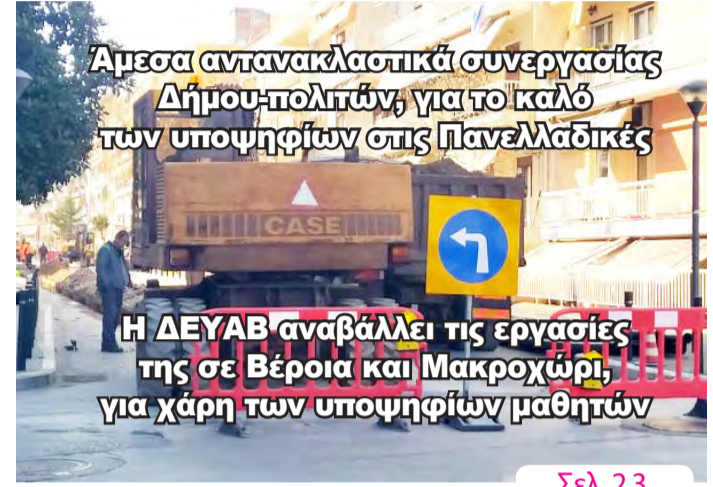 Άμεσα αντανακλαστικά συνεργασίας
Δήμου-πολιτών, για το καλό
των υποψηφίων στις Πανελλαδικές
CASE
Η ΔΕΥΑΒ αναβάλλει τις εργασίες
της σε Βέροια και Μακροχώρι,
για χάρη των υποψηφίων μαθητών
Σελ. 23